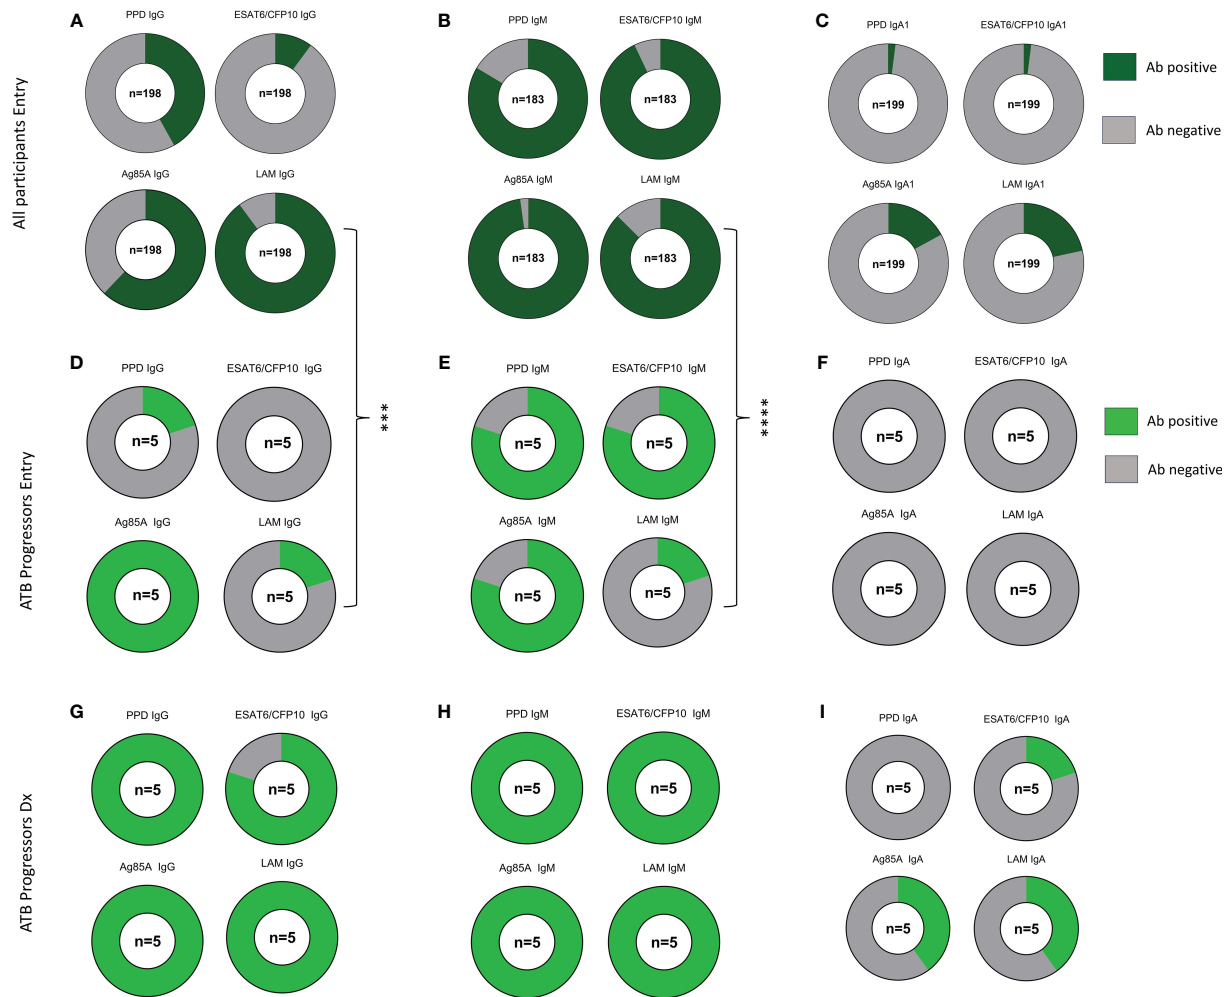 A
PPD IgG
ESAT6/CFP10 IgG
n=198
n=198
Ag85A IgG
LAM IgG
n=198
n=198
B
PPD IgM
ESAT6/CFP10 IgM
n=183
n=183
Ag85A IgM
LAM IgM
n=183
n=183
C
PPD IgA1
ESAT6/CFP10 IgA1
n=199
n=199
Ag85A IgA1
LAM IgA1
n=199
n=199
Ab positive
Ab negative
All participants Entry
D
PPD IgG
ESAT6/CFP10 IgG
n=5
n=5
Ag85A IgG
LAM IgG
n=5
n=5
***
E
PPD IgM
ESAT6/CFP10 IgM
n=5
n=5
Ag85A IgM
LAM IgM
n=5
n=5
****
F
PPD IgA
ESAT6/CFP10 IgA
n=5
n=5
Ag85A IgA
LAM IgA
n=5
n=5
Ab positive
Ab negative
ATB Progressors Entry
G
PPD IgG
ESAT6/CFP10 IgG
n=5
n=5
Ag85A IgG
LAM IgG
n=5
n=5
H
PPD IgM
ESAT6/CFP10 IgM
n=5
n=5
Ag85A IgM
LAM IgM
n=5
n=5
I
PPD IgA
ESAT6/CFP10 IgA
n=5
n=5
Ag85A IgA
LAM IgA
n=5
n=5
ATB Progressors Dx